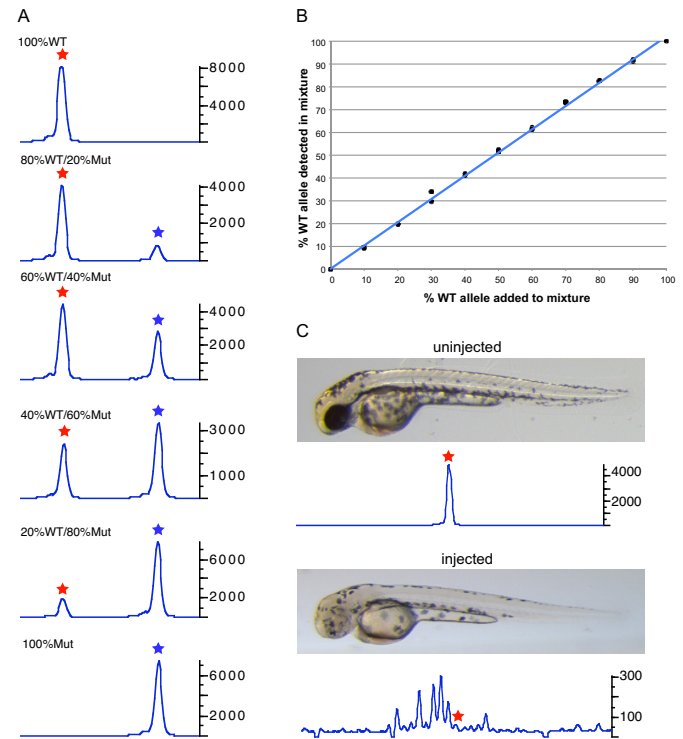 A
100%WT
8000
4000
80%WT/20%Mut
4000
2000
60%WT/40%Mut
4000
2000
40%WT/60%Mut
3000
1000
20%WT/80%Mut
6000
2000
100%Mut
6000
2000
B
% WT allele detected in mixture
100
90
80
70
60
50
40
30
20
10
0
0 10 20 30 40 50 60 70 80 90 100
% WT allele added to mixture
C
uninjected
4000
2000
injected
300
100